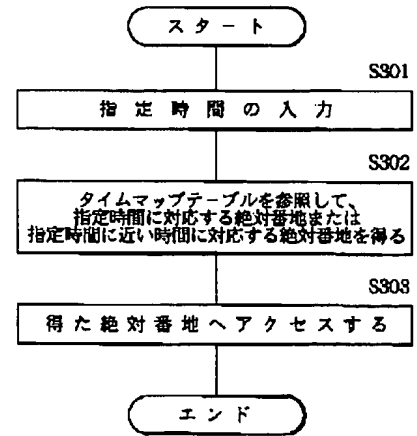 スタート
S301
指定時間の入力
S302
タイムマップテーブルを参照して、
指定時間に対応する絶対番地または
指定時間に近い時間に対応する絶対番地を得る
S303
得た絶対番地へアクセスする
エンド